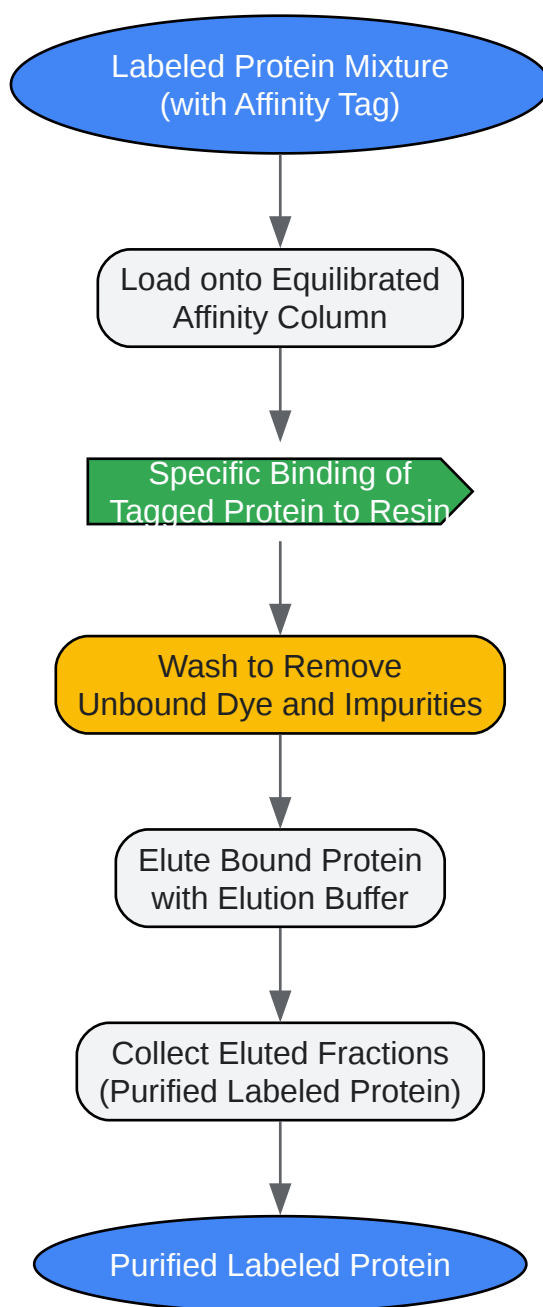 Labeled Protein Mixture
(with Affinity Tag)
Load onto Equilibrated
Affinity Column
Specific Binding of
Tagged Protein to Resin
Wash to Remove
Unbound Dye and Impurities
Elute Bound Protein
with Elution Buffer
Collect Eluted Fractions
(Purified Labeled Protein)
Purified Labeled Protein